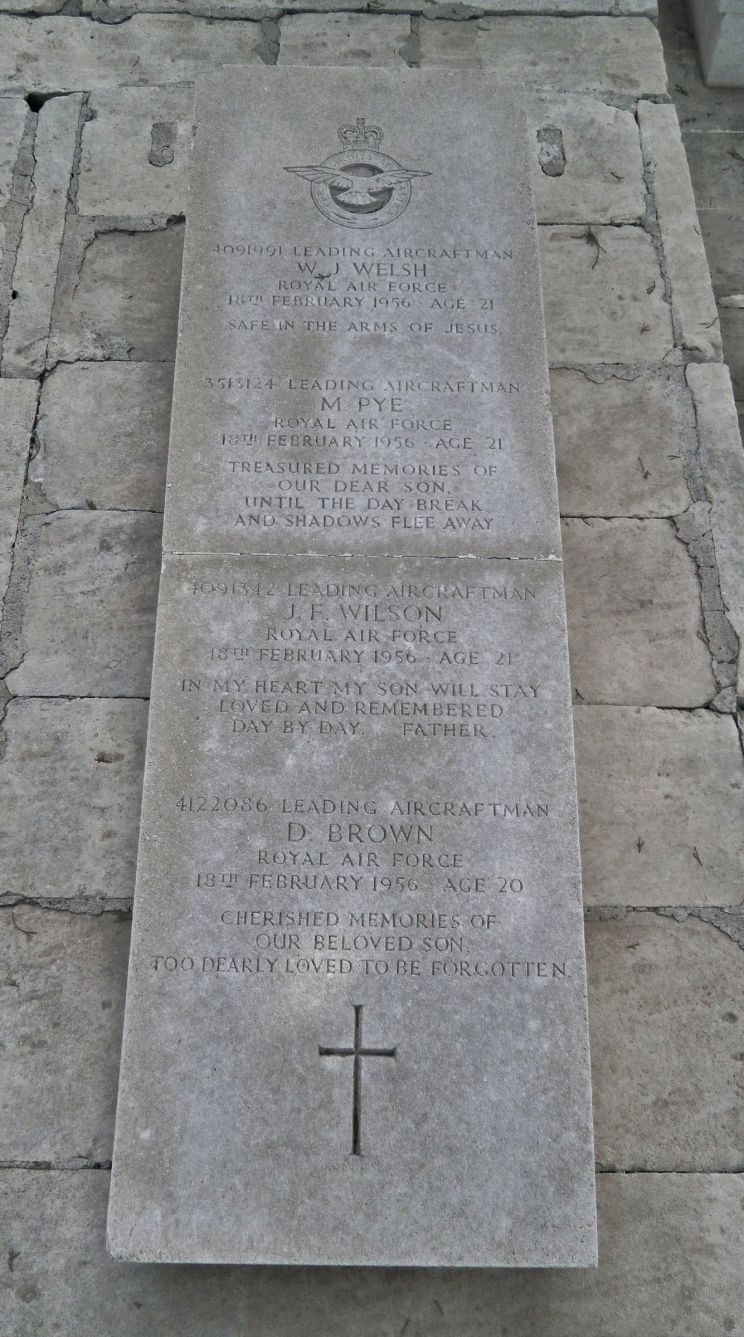 4091991 LEADING AIRCRAFTMAN
W. J. WELSH
ROYAL AIR FORCE
18TH FEBRUARY 1956 · AGE 21
SAFE IN THE ARMS OF JESUS.
3513124 LEADING AIRCRAFTMAN
M. PYE
ROYAL AIR FORCE
18TH FEBRUARY 1956 · AGE 21
TREASURED MEMORIES OF
OUR DEAR SON.
UNTIL THE DAY BREAK
AND SHADOWS FLEE AWAY
4091342 LEADING AIRCRAFTMAN
J. F. WILSON
ROYAL AIR FORCE
18TH FEBRUARY 1956 · AGE 21
IN MY HEART MY SON WILL STAY
LOVED AND REMEMBERED
DAY BY DAY. FATHER.
4122086 LEADING AIRCRAFTMAN
D. BROWN
ROYAL AIR FORCE
18TH FEBRUARY 1956 · AGE 20
CHERISHED MEMORIES OF
OUR BELOVED SON.
TOO DEARLY LOVED TO BE FORGOTTEN.